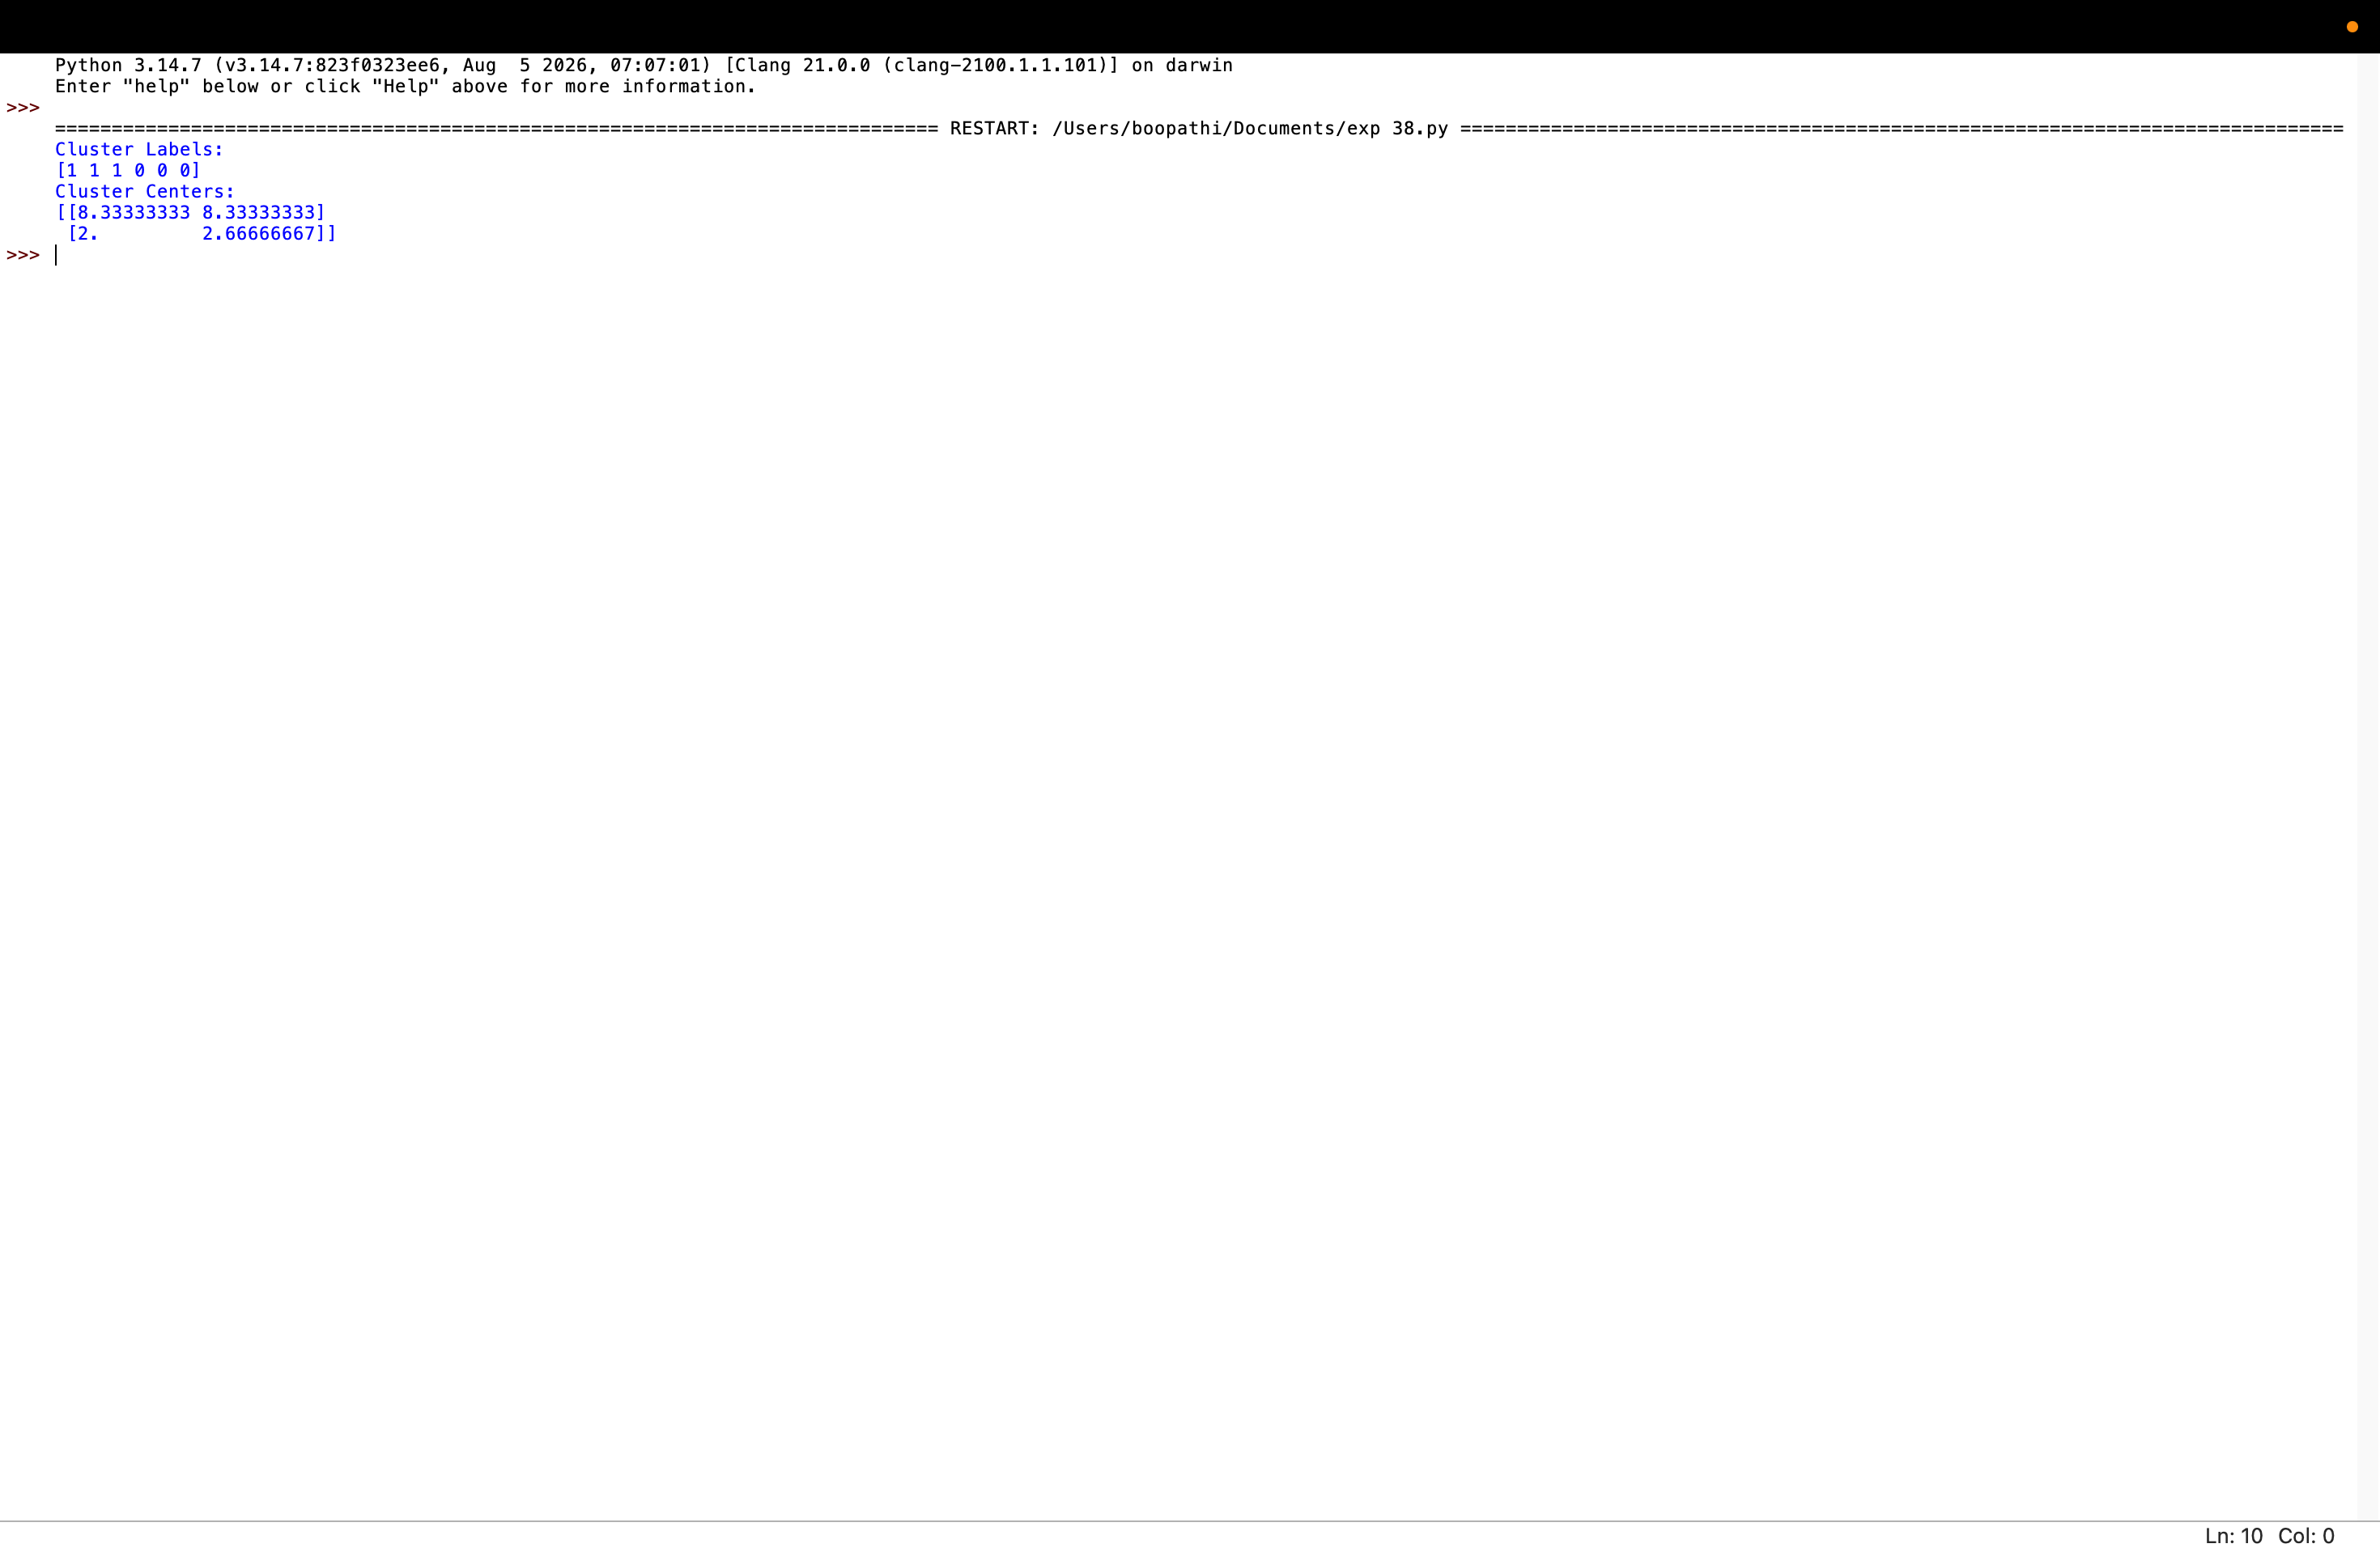 Python 3.14.7 (v3.14.7:823f0323ee6, Aug  5 2026, 07:07:01) [Clang 21.0.0 (clang-2100.1.1.101)] on darwin
Enter "help" below or click "Help" above for more information.
>>>
============================================================================== RESTART: /Users/boopathi/Documents/exp 38.py ==============================================================================
Cluster Labels:
[1 1 1 0 0 0]
Cluster Centers:
[[8.33333333 8.33333333]
 [2.         2.66666667]]
>>>
Ln: 10  Col: 0